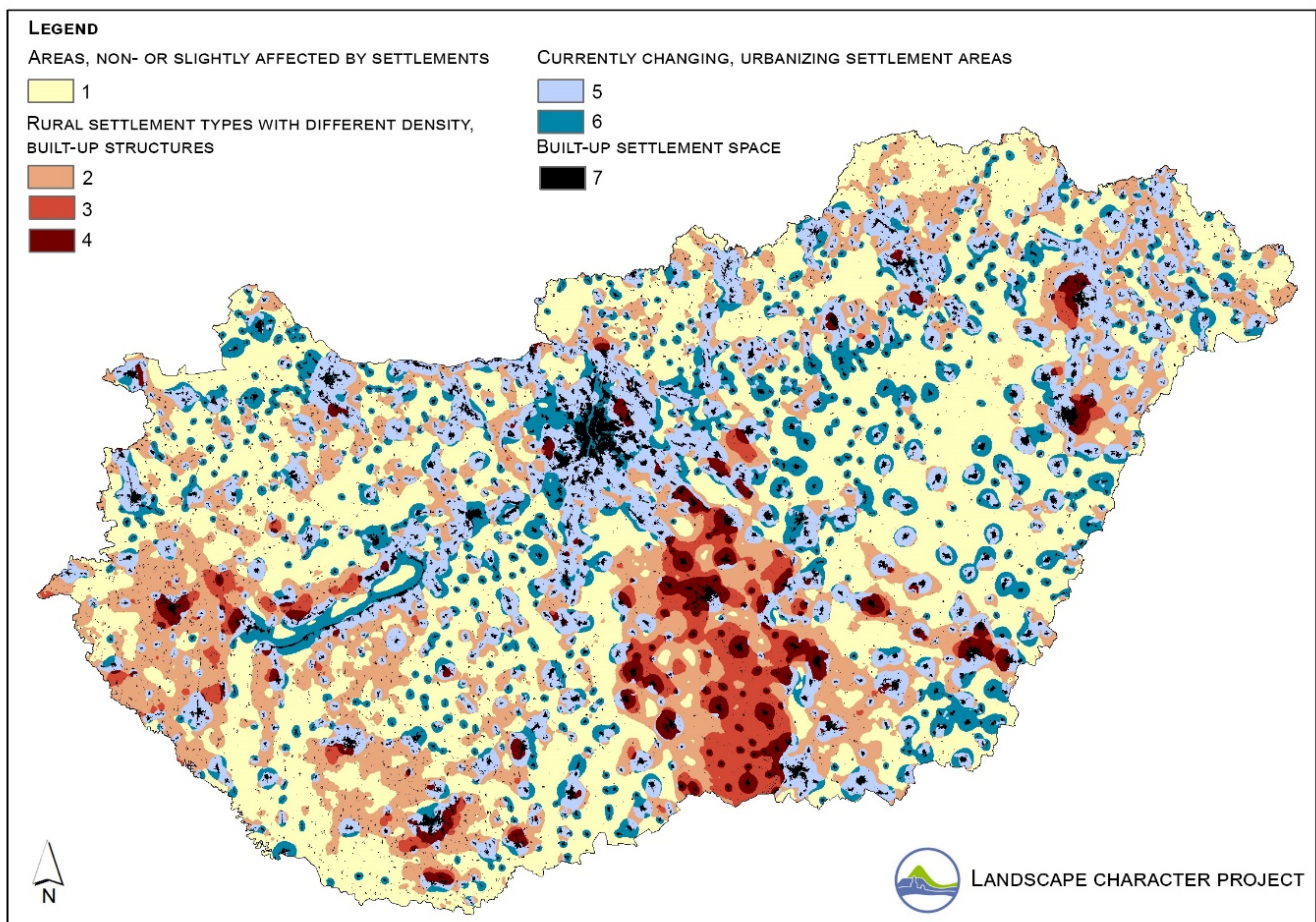 LEGEND
AREAS, NON- OR SLIGHTLY AFFECTED BY SETTLEMENTS
1
RURAL SETTLEMENT TYPES WITH DIFFERENT DENSITY,
BUILT-UP STRUCTURES
2
3
4
CURRENTLY CHANGING, URBANIZING SETTLEMENT AREAS
5
6
BUILT-UP SETTLEMENT SPACE
7
N
LANDSCAPE CHARACTER PROJECT